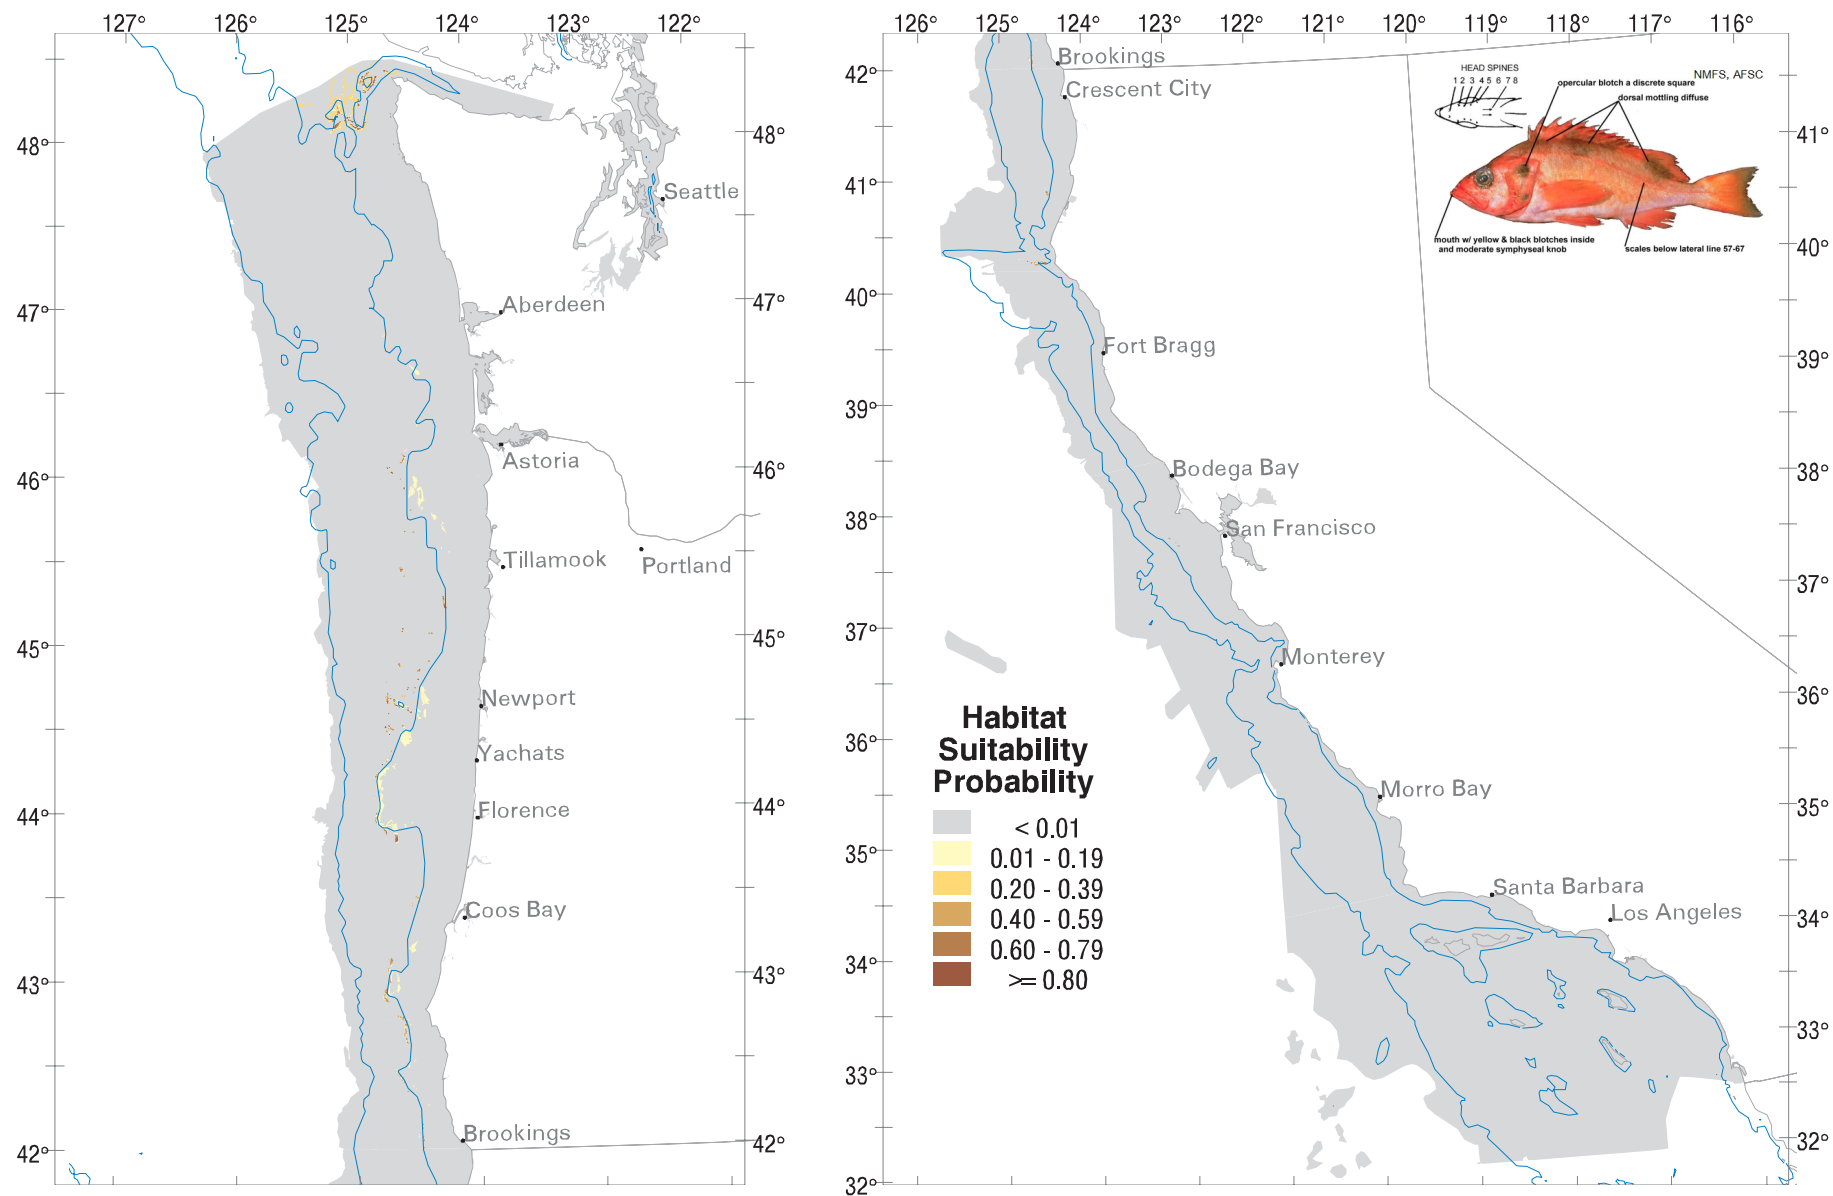 127° 125° 124° 123° 122°
48°
47°
46°
45°
44°
43°
42°
48°
47°
46°
45°
44°
43°
42°
Seattle
Aberdeen
Astoria
Tillamook
Portland
Newport
Yachats
Florence
Coos Bay
Brookings
126° 125° 124° 123° 122° 121° 120° 119° 118° 117° 116°
42°
41°
40°
39°
38°
37°
36°
35°
34°
33°
32°
41°
40°
39°
38°
37°
36°
35°
34°
33°
32°
Brookings
Crescent City
Fort Bragg
Bodega Bay
San Francisco
Monterey
Morro Bay
Santa Barbara
Los Angeles
HEAD SPINES
1 2 3 4 5 6 7 8
NMFS, AFSC
opercular blotch a discrete square
dorsal mottling diffuse
mouth w/ yellow & black blotches inside
and moderate symphyseal knob
scales below lateral line 57-67
Habitat
Suitability
Probability
< 0.01
0.01 - 0.19
0.20 - 0.39
0.40 - 0.59
0.60 - 0.79
>= 0.80